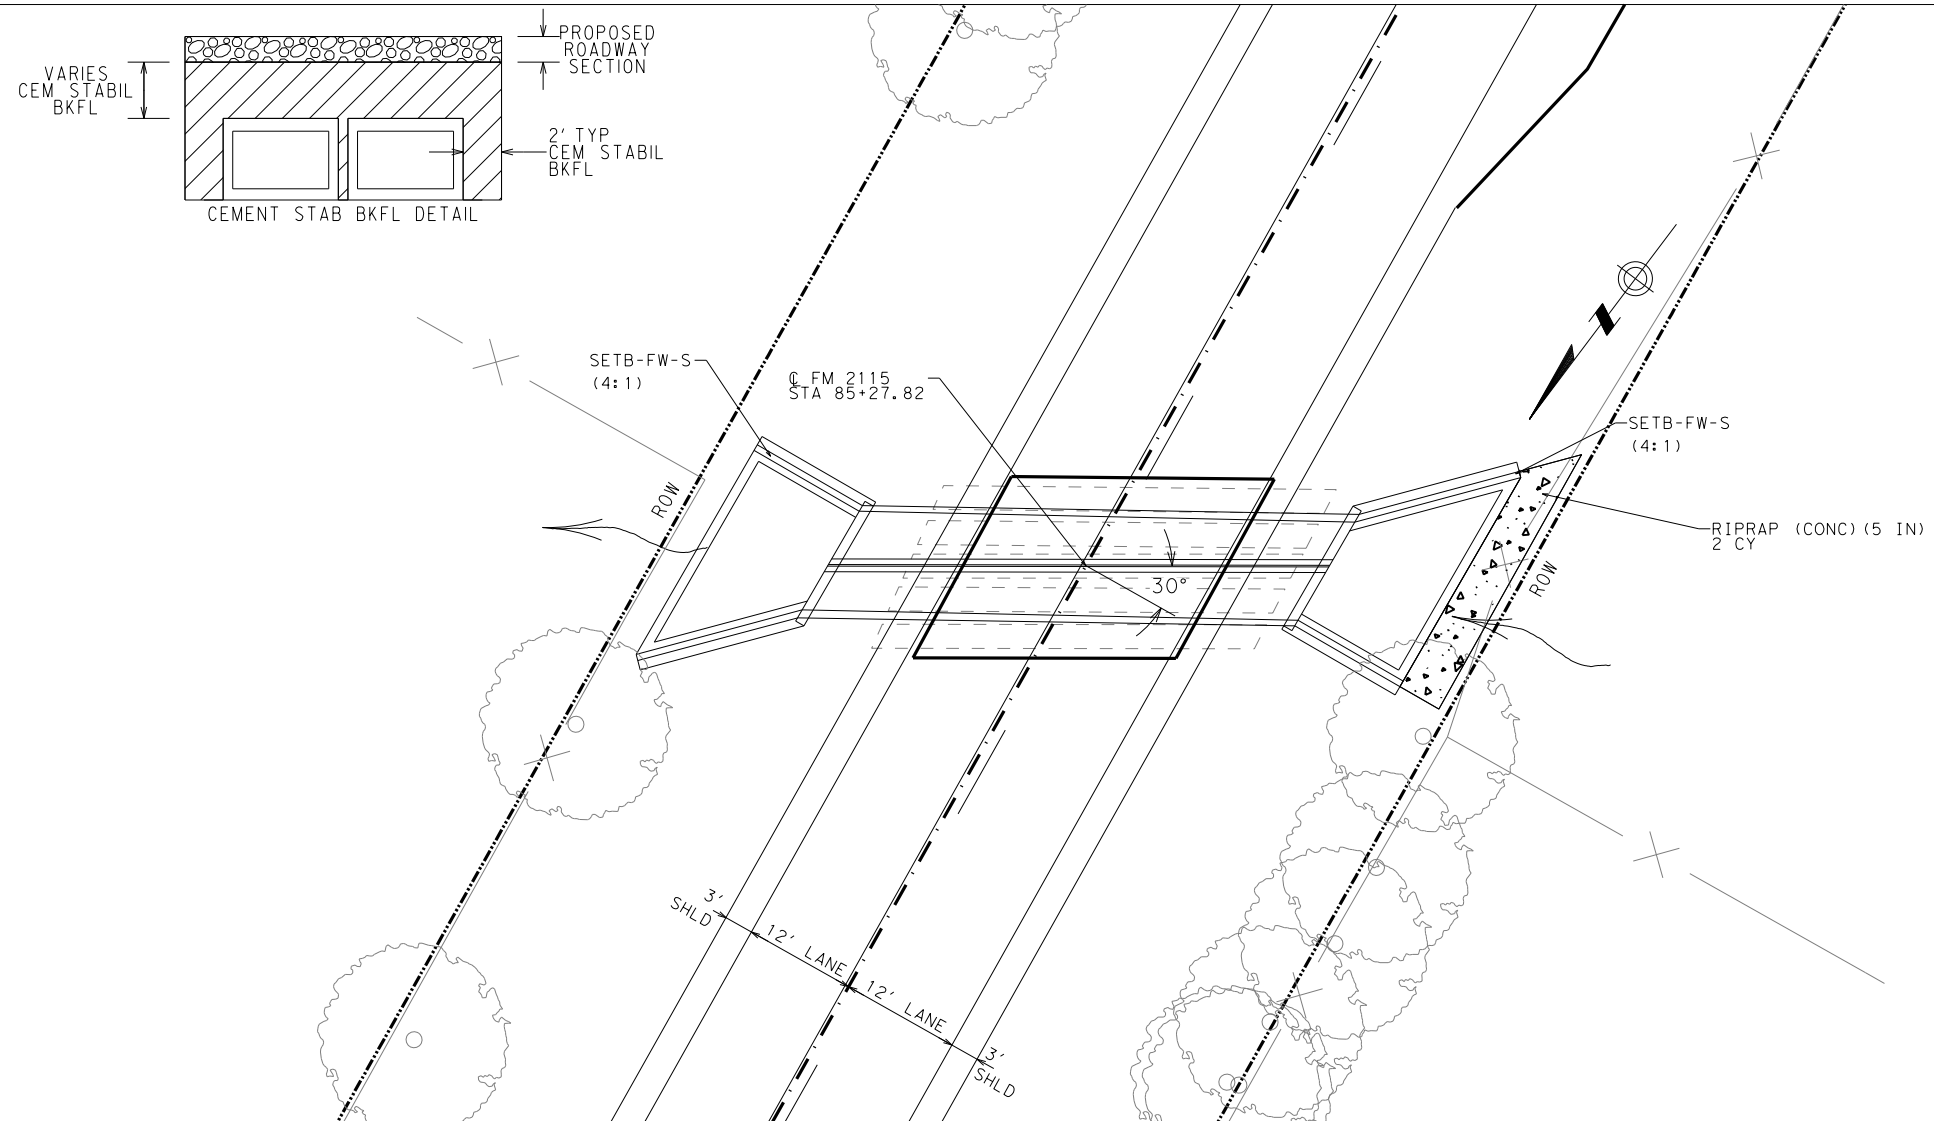 PROPOSED
ROADWAY
SECTION
VARIES
CEM STABIL
BKFL
2' TYP
CEM STABIL
BKFL
CEMENT STAB BKFL DETAIL
SETB-FW-S
(4:1)
℄ FM 2115
STA 85+27.82
SETB-FW-S
(4:1)
ROW
RIPRAP (CONC)(5 IN)
2 CY
ROW
30°
3'
SHLD
12' LANE
12' LANE
3'
SHLD